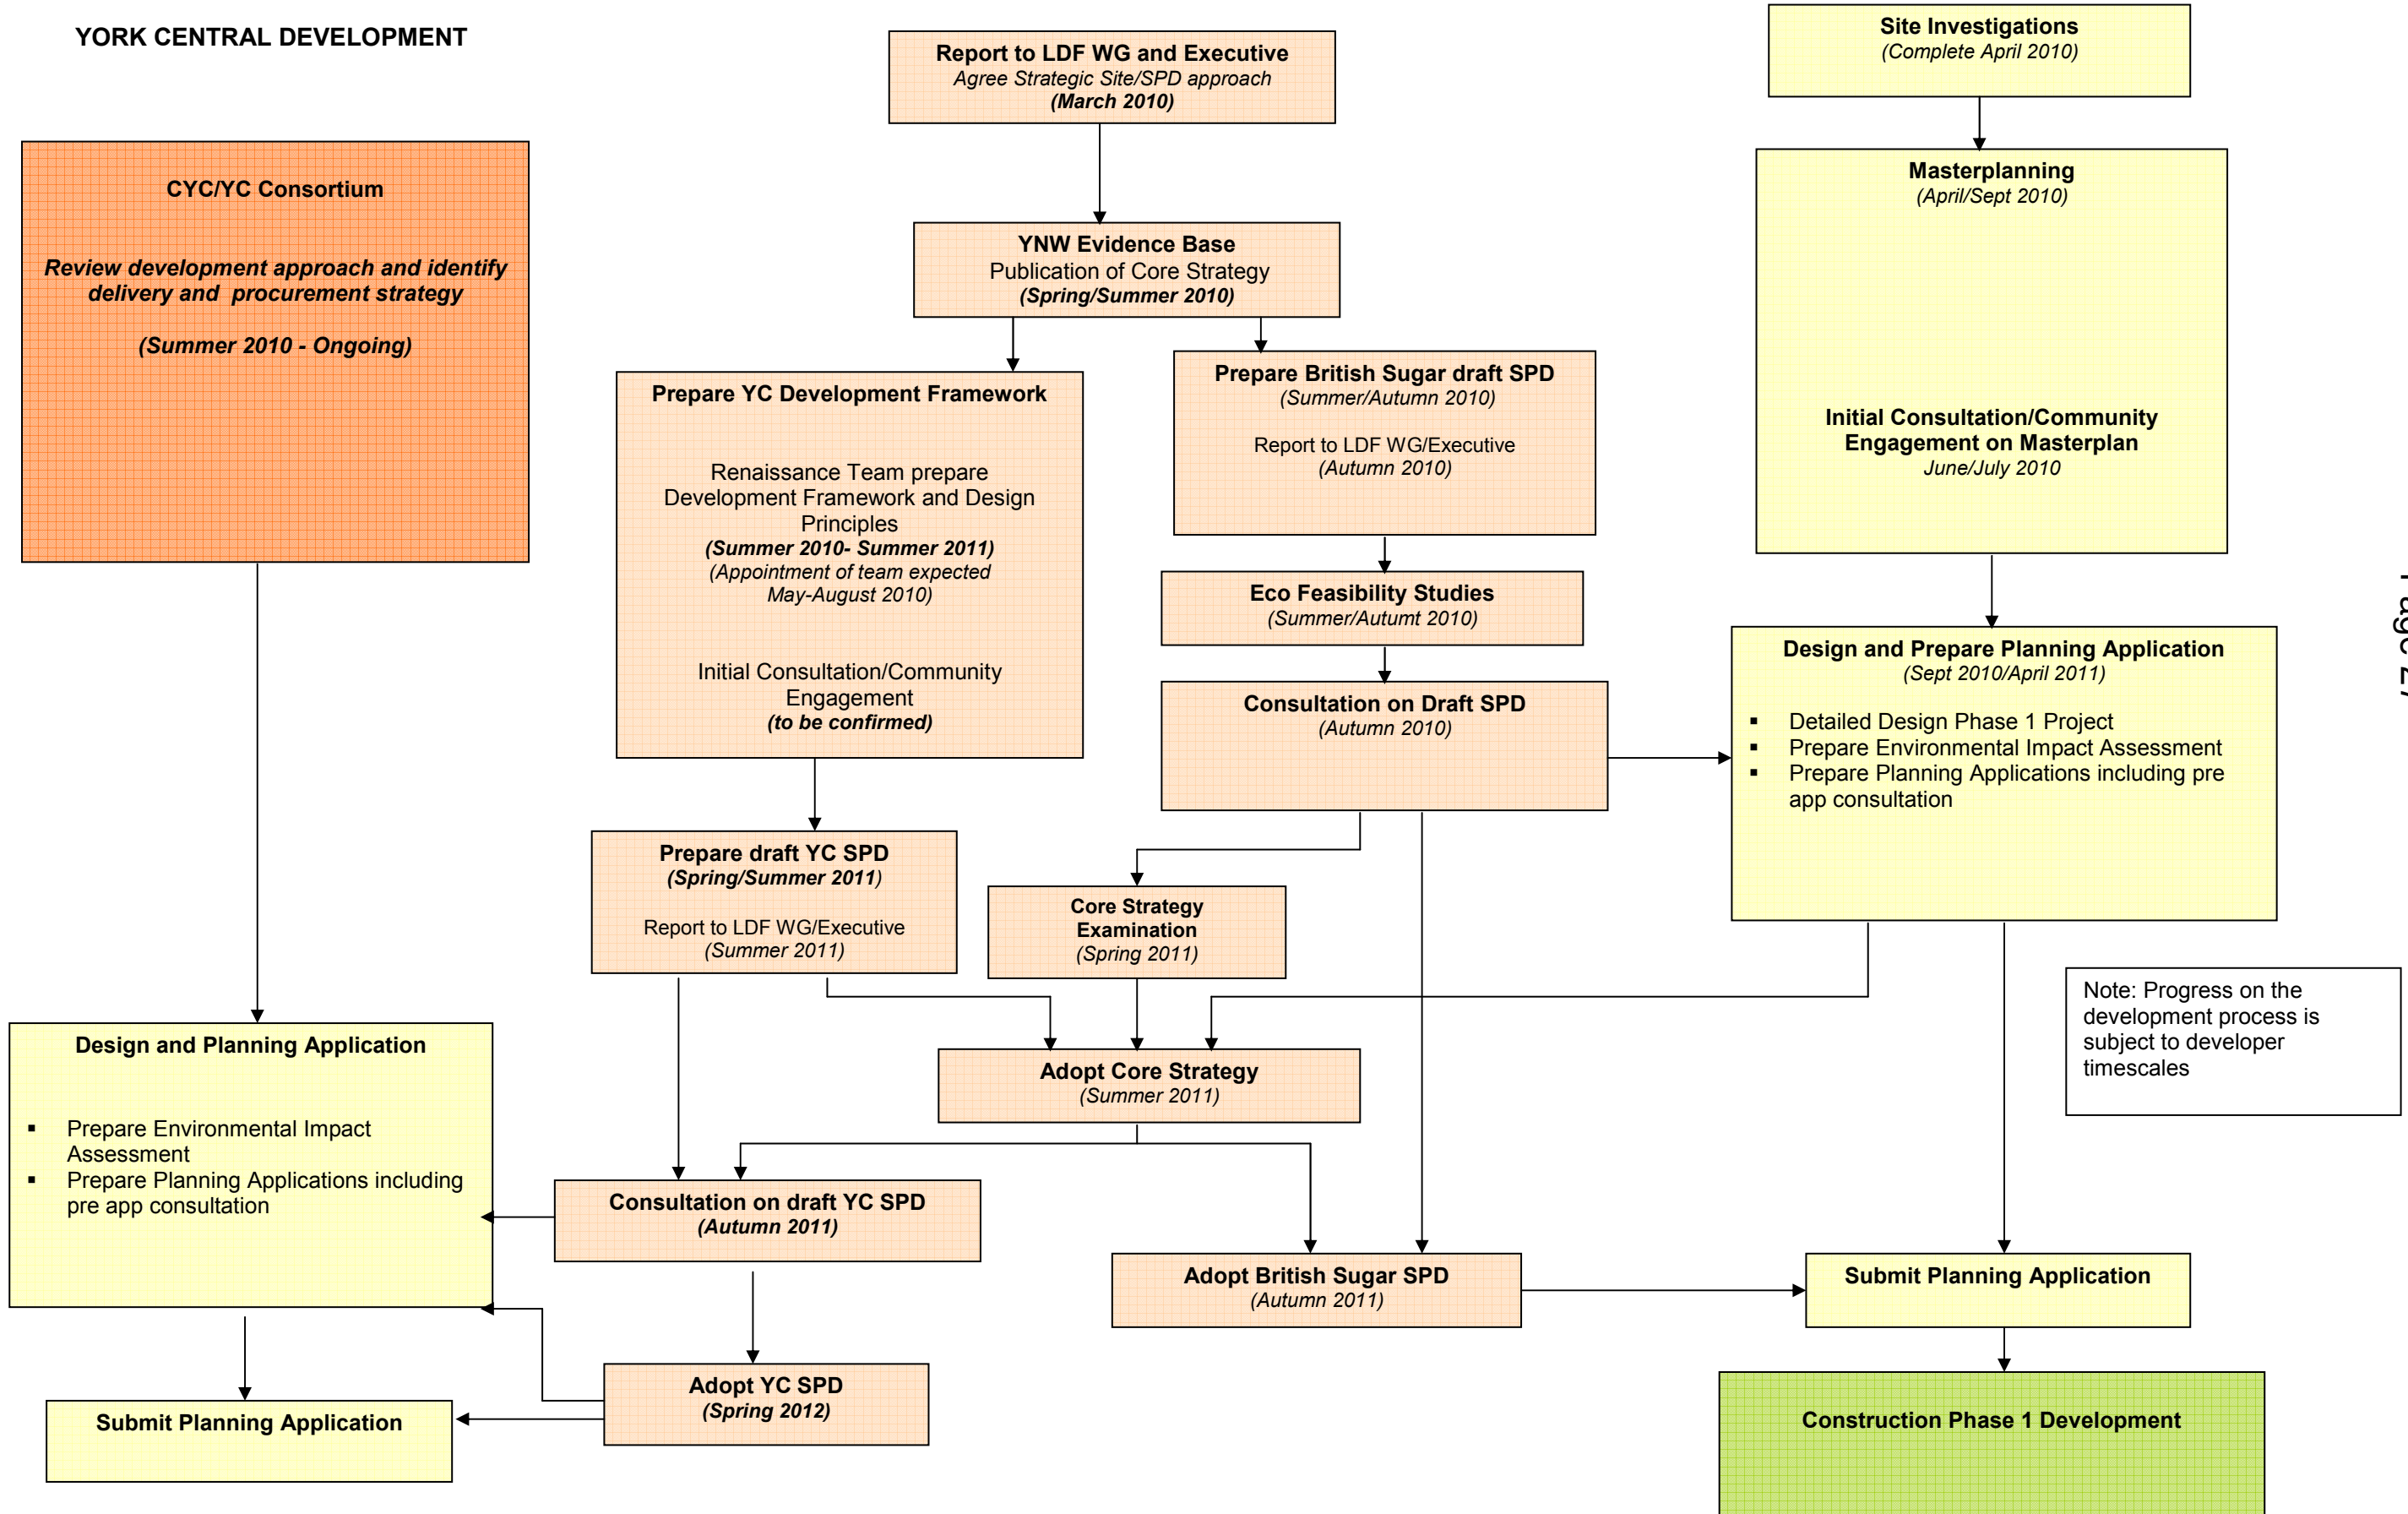 YORK CENTRAL DEVELOPMENT
Report to LDF WG and Executive
Agree Strategic Site/SPD approach
(March 2010)
Site Investigations
(Complete April 2010)
CYC/YC Consortium
Review development approach and identify
delivery and procurement strategy
(Summer 2010 - Ongoing)
YNW Evidence Base
Publication of Core Strategy
(Spring/Summer 2010)
Masterplanning
(April/Sept 2010)
Initial Consultation/Community
Engagement on Masterplan
June/July 2010
Prepare YC Development Framework
Renaissance Team prepare
Development Framework and Design
Principles
(Summer 2010- Summer 2011)
(Appointment of team expected
May-August 2010)
Initial Consultation/Community
Engagement
(to be confirmed)
Prepare British Sugar draft SPD
(Summer/Autumn 2010)
Report to LDF WG/Executive
(Autumn 2010)
Eco Feasibility Studies
(Summer/Autumt 2010)
Consultation on Draft SPD
(Autumn 2010)
Design and Prepare Planning Application
(Sept 2010/April 2011)
▪ Detailed Design Phase 1 Project
▪ Prepare Environmental Impact Assessment
▪ Prepare Planning Applications including pre
app consultation
Prepare draft YC SPD
(Spring/Summer 2011)
Report to LDF WG/Executive
(Summer 2011)
Core Strategy
Examination
(Spring 2011)
Note: Progress on the
development process is
subject to developer
timescales
Design and Planning Application
▪ Prepare Environmental Impact
Assessment
▪ Prepare Planning Applications including
pre app consultation
Adopt Core Strategy
(Summer 2011)
Consultation on draft YC SPD
(Autumn 2011)
Adopt British Sugar SPD
(Autumn 2011)
Submit Planning Application
Adopt YC SPD
(Spring 2012)
Submit Planning Application
Construction Phase 1 Development